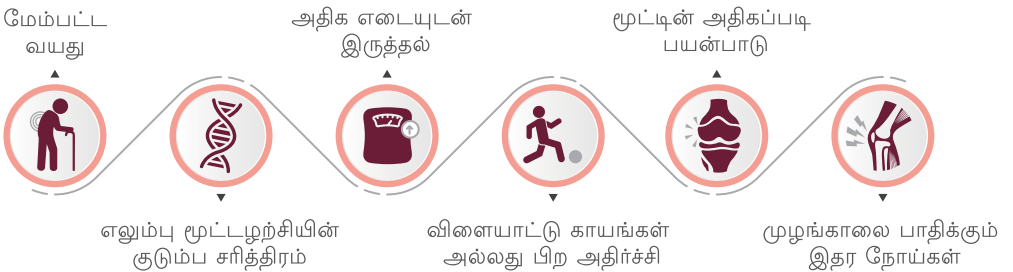 மேம்பட்ட
வயது
எலும்பு மூட்டழற்சியின்
குடும்ப சரித்திரம்
அதிக எடையுடன்
இருத்தல்
விளையாட்டு காயங்கள்
அல்லது பிற அதிர்ச்சி
மூட்டின் அதிகப்படி
பயன்பாடு
முழங்காலை பாதிக்கும்
இதர நோய்கள்